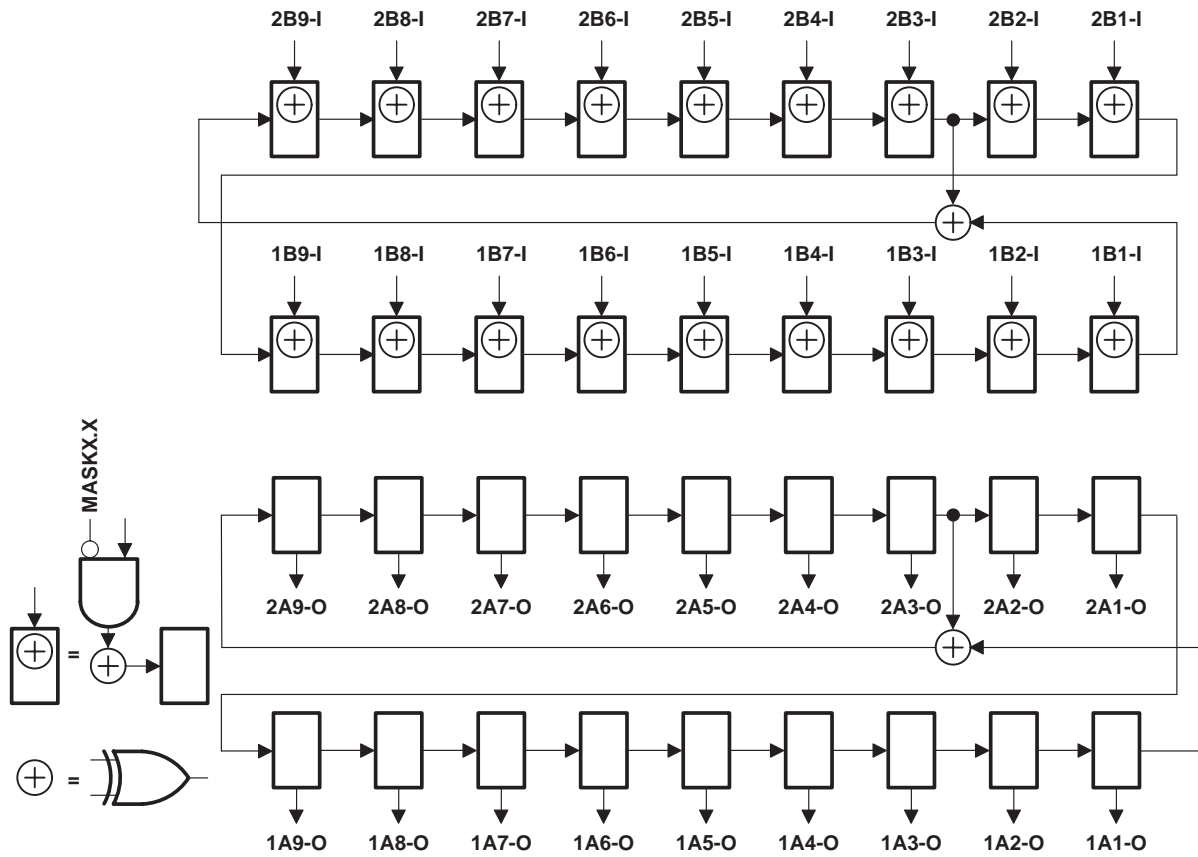 2B9-I 2B8-I 2B7-I 2B6-I 2B5-I 2B4-I 2B3-I 2B2-I 2B1-I
1B9-I 1B8-I 1B7-I 1B6-I 1B5-I 1B4-I 1B3-I 1B2-I 1B1-I
MASKX.X
2A9-O 2A8-O 2A7-O 2A6-O 2A5-O 2A4-O 2A3-O 2A2-O 2A1-O
=
=
1A9-O 1A8-O 1A7-O 1A6-O 1A5-O 1A4-O 1A3-O 1A2-O 1A1-O